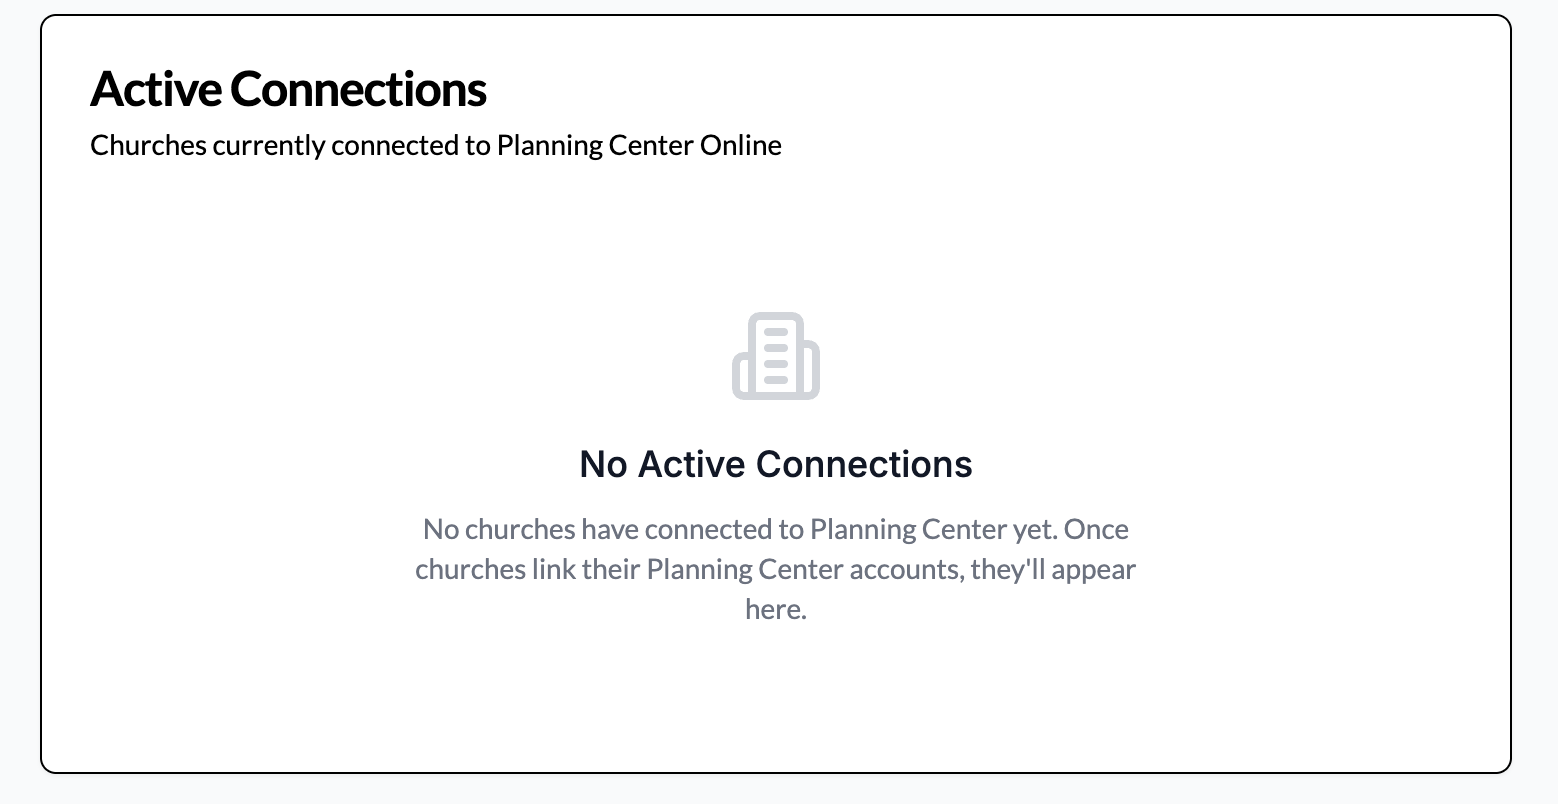 Active Connections
Churches currently connected to Planning Center Online
No Active Connections
No churches have connected to Planning Center yet. Once
churches link their Planning Center accounts, they'll appear
here.